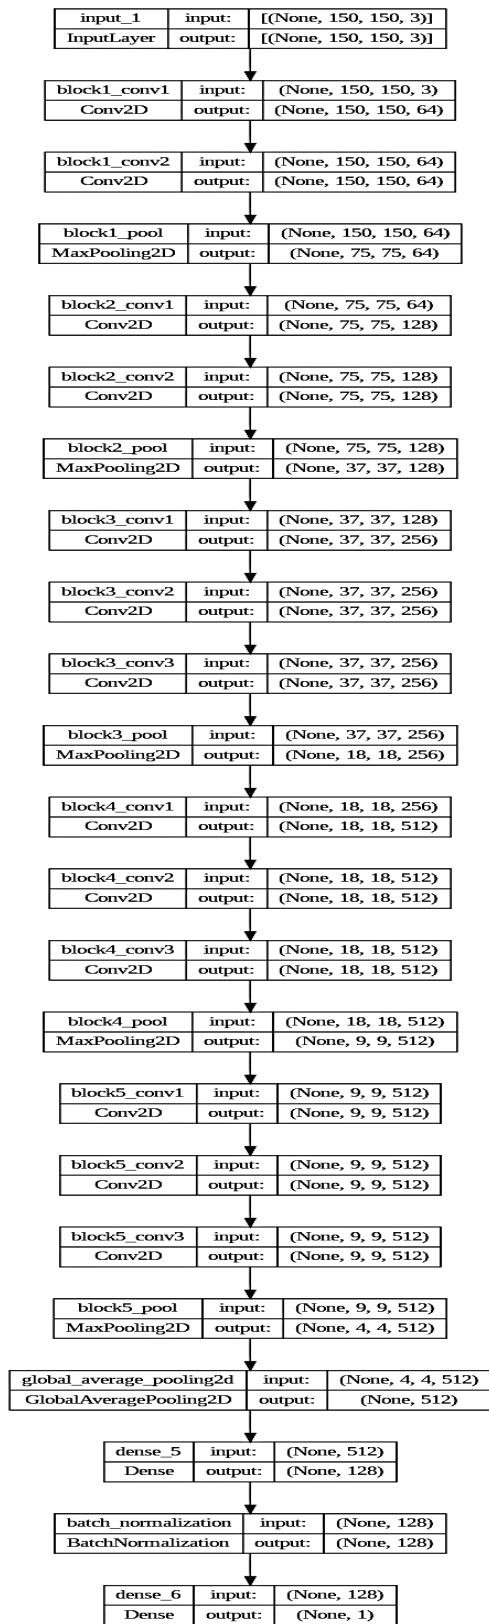 input_1 input: [(None, 150, 150, 3)]
InputLayer output: [(None, 150, 150, 3)]
block1_conv1 input: (None, 150, 150, 3)
Conv2D output: (None, 150, 150, 64)
block1_conv2 input: (None, 150, 150, 64)
Conv2D output: (None, 150, 150, 64)
block1_pool input: (None, 150, 150, 64)
MaxPooling2D output: (None, 75, 75, 64)
block2_conv1 input: (None, 75, 75, 64)
Conv2D output: (None, 75, 75, 128)
block2_conv2 input: (None, 75, 75, 128)
Conv2D output: (None, 75, 75, 128)
block2_pool input: (None, 75, 75, 128)
MaxPooling2D output: (None, 37, 37, 128)
block3_conv1 input: (None, 37, 37, 128)
Conv2D output: (None, 37, 37, 256)
block3_conv2 input: (None, 37, 37, 256)
Conv2D output: (None, 37, 37, 256)
block3_conv3 input: (None, 37, 37, 256)
Conv2D output: (None, 37, 37, 256)
block3_pool input: (None, 37, 37, 256)
MaxPooling2D output: (None, 18, 18, 256)
block4_conv1 input: (None, 18, 18, 256)
Conv2D output: (None, 18, 18, 512)
block4_conv2 input: (None, 18, 18, 512)
Conv2D output: (None, 18, 18, 512)
block4_conv3 input: (None, 18, 18, 512)
Conv2D output: (None, 18, 18, 512)
block4_pool input: (None, 18, 18, 512)
MaxPooling2D output: (None, 9, 9, 512)
block5_conv1 input: (None, 9, 9, 512)
Conv2D output: (None, 9, 9, 512)
block5_conv2 input: (None, 9, 9, 512)
Conv2D output: (None, 9, 9, 512)
block5_conv3 input: (None, 9, 9, 512)
Conv2D output: (None, 9, 9, 512)
block5_pool input: (None, 9, 9, 512)
MaxPooling2D output: (None, 4, 4, 512)
global_average_pooling2d input: (None, 4, 4, 512)
GlobalAveragePooling2D output: (None, 512)
dense_5 input: (None, 512)
Dense output: (None, 128)
batch_normalization input: (None, 128)
BatchNormalization output: (None, 128)
dense_6 input: (None, 128)
Dense output: (None, 1)